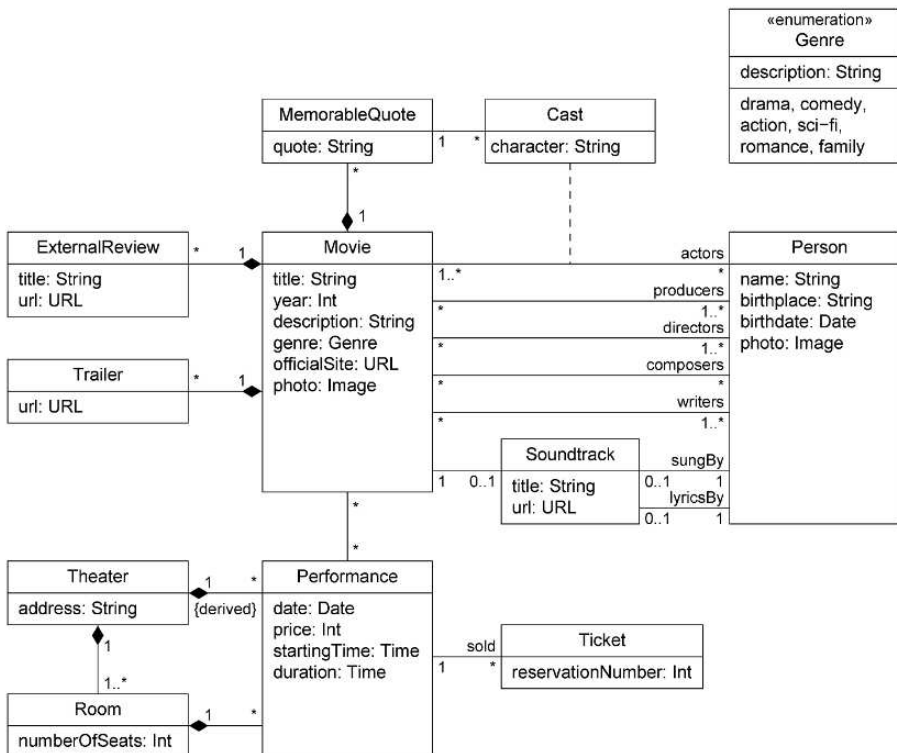 «enumeration»
Genre
description: String
drama, comedy,
action, sci−fi,
romance, family
MemorableQuote
quote: String
1
*
Cast
character: String
*
1
ExternalReview
title: String
url: URL
*
1
Movie
title: String
year: Int
description: String
genre: Genre
officialSite: URL
photo: Image
actors
1..*
*
producers
*
1..*
directors
*
1..*
composers
*
*
writers
*
1..*
Person
name: String
birthplace: String
birthdate: Date
photo: Image
Trailer
url: URL
*
1
1
0..1
Soundtrack
title: String
url: URL
sungBy
0..1
1
lyricsBy
0..1
1
*
*
Theater
address: String
1
*
{derived}
Performance
date: Date
price: Int
startingTime: Time
duration: Time
sold
1
*
Ticket
reservationNumber: Int
1
1..*
Room
numberOfSeats: Int
1
*